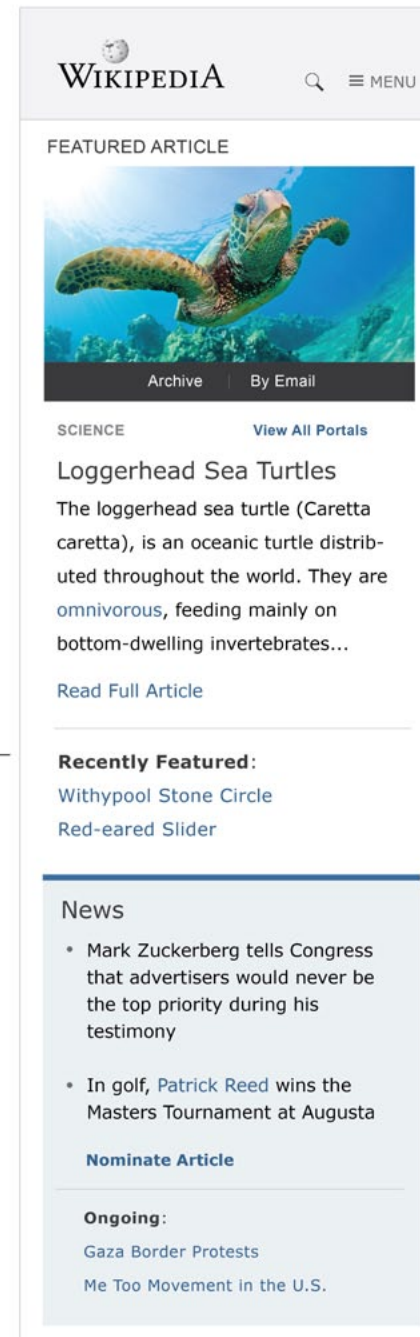 WIKIPEDIA
MENU
FEATURED ARTICLE
Archive | By Email
SCIENCE View All Portals
Loggerhead Sea Turtles
The loggerhead sea turtle (Caretta
caretta), is an oceanic turtle distrib-
uted throughout the world. They are
omnivorous, feeding mainly on
bottom-dwelling invertebrates...
Read Full Article
Recently Featured:
Withypool Stone Circle
Red-eared Slider
News
• Mark Zuckerberg tells Congress
that advertisers would never be
the top priority during his
testimony
• In golf, Patrick Reed wins the
Masters Tournament at Augusta
Nominate Article
Ongoing:
Gaza Border Protests
Me Too Movement in the U.S.